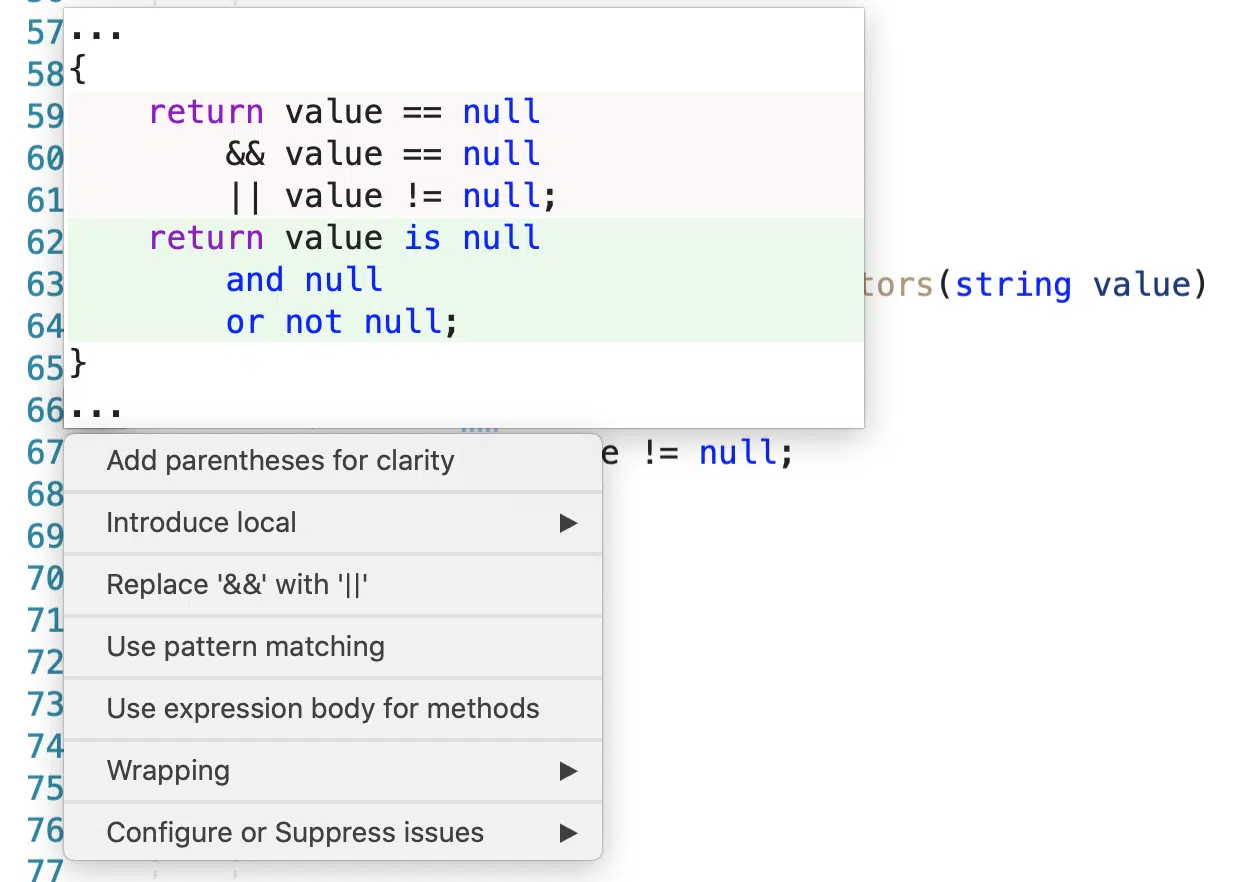 57 ...
58 {
59 return value == null
60 && value == null
61 || value != null;
62 return value is null
63 and null tors(string value)
64 or not null;
65 }
66 ...
67 e != null;
68 Add parentheses for clarity
69 Introduce local ▶
70 Replace '&&' with '||'
71
72 Use pattern matching
73 Use expression body for methods
74
75 Wrapping ▶
76 Configure or Suppress issues ▶
77